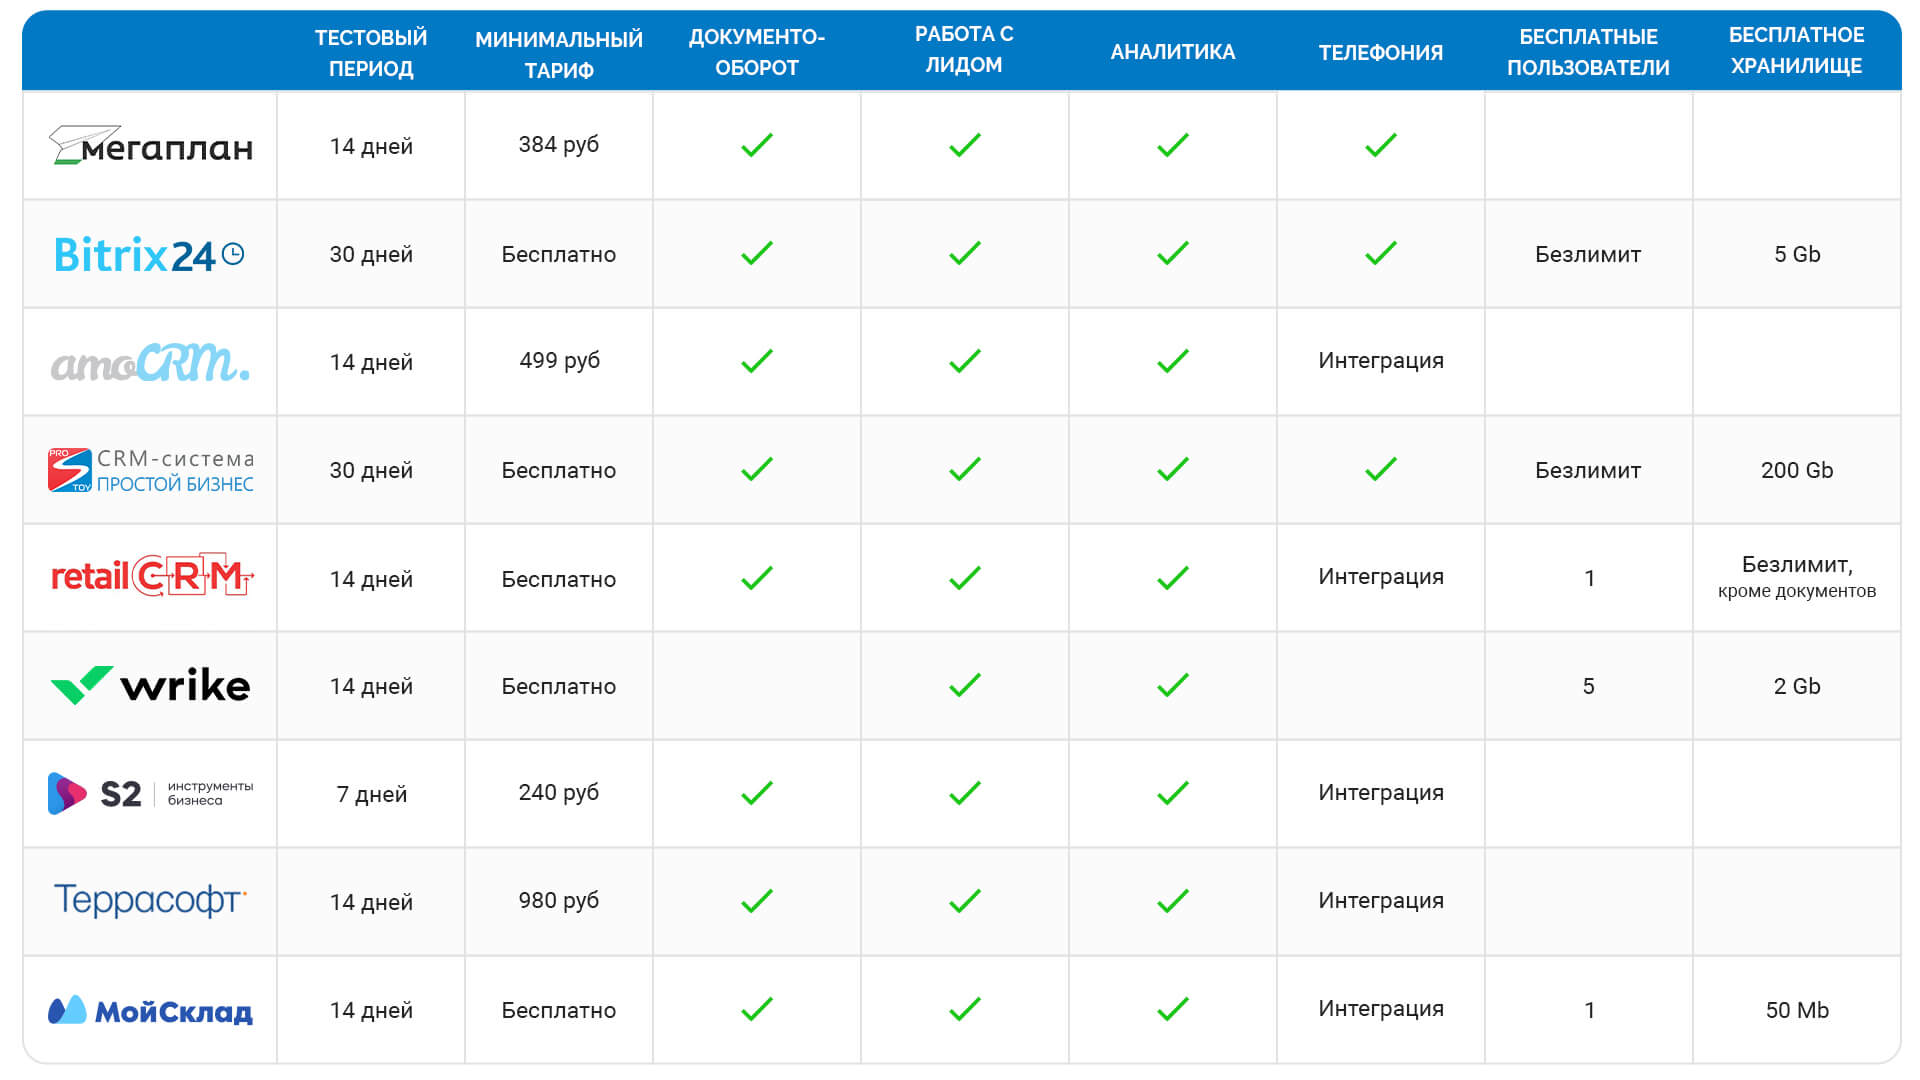 ТЕСТОВЫЙ ПЕРИОД
МИНИМАЛЬНЫЙ ТАРИФ
ДОКУМЕНТО-ОБОРОТ
РАБОТА С ЛИДОМ
АНАЛИТИКА
ТЕЛЕФОНИЯ
БЕСПЛАТНЫЕ ПОЛЬЗОВАТЕЛИ
БЕСПЛАТНОЕ ХРАНИЛИЩЕ
мегаплан
14 дней
384 руб
Bitrix24
30 дней
Бесплатно
Безлимит
5 Gb
amoCRM.
14 дней
499 руб
Интеграция
PRO
S
TOY
CRM-система
ПРОСТОЙ БИЗНЕС
30 дней
Бесплатно
Безлимит
200 Gb
retailCRM
14 дней
Бесплатно
Интеграция
1
Безлимит,
кроме документов
wrike
14 дней
Бесплатно
5
2 Gb
S2
инструменты
бизнеса
7 дней
240 руб
Интеграция
Террасофт
14 дней
980 руб
Интеграция
МойСклад
14 дней
Бесплатно
Интеграция
1
50 Mb